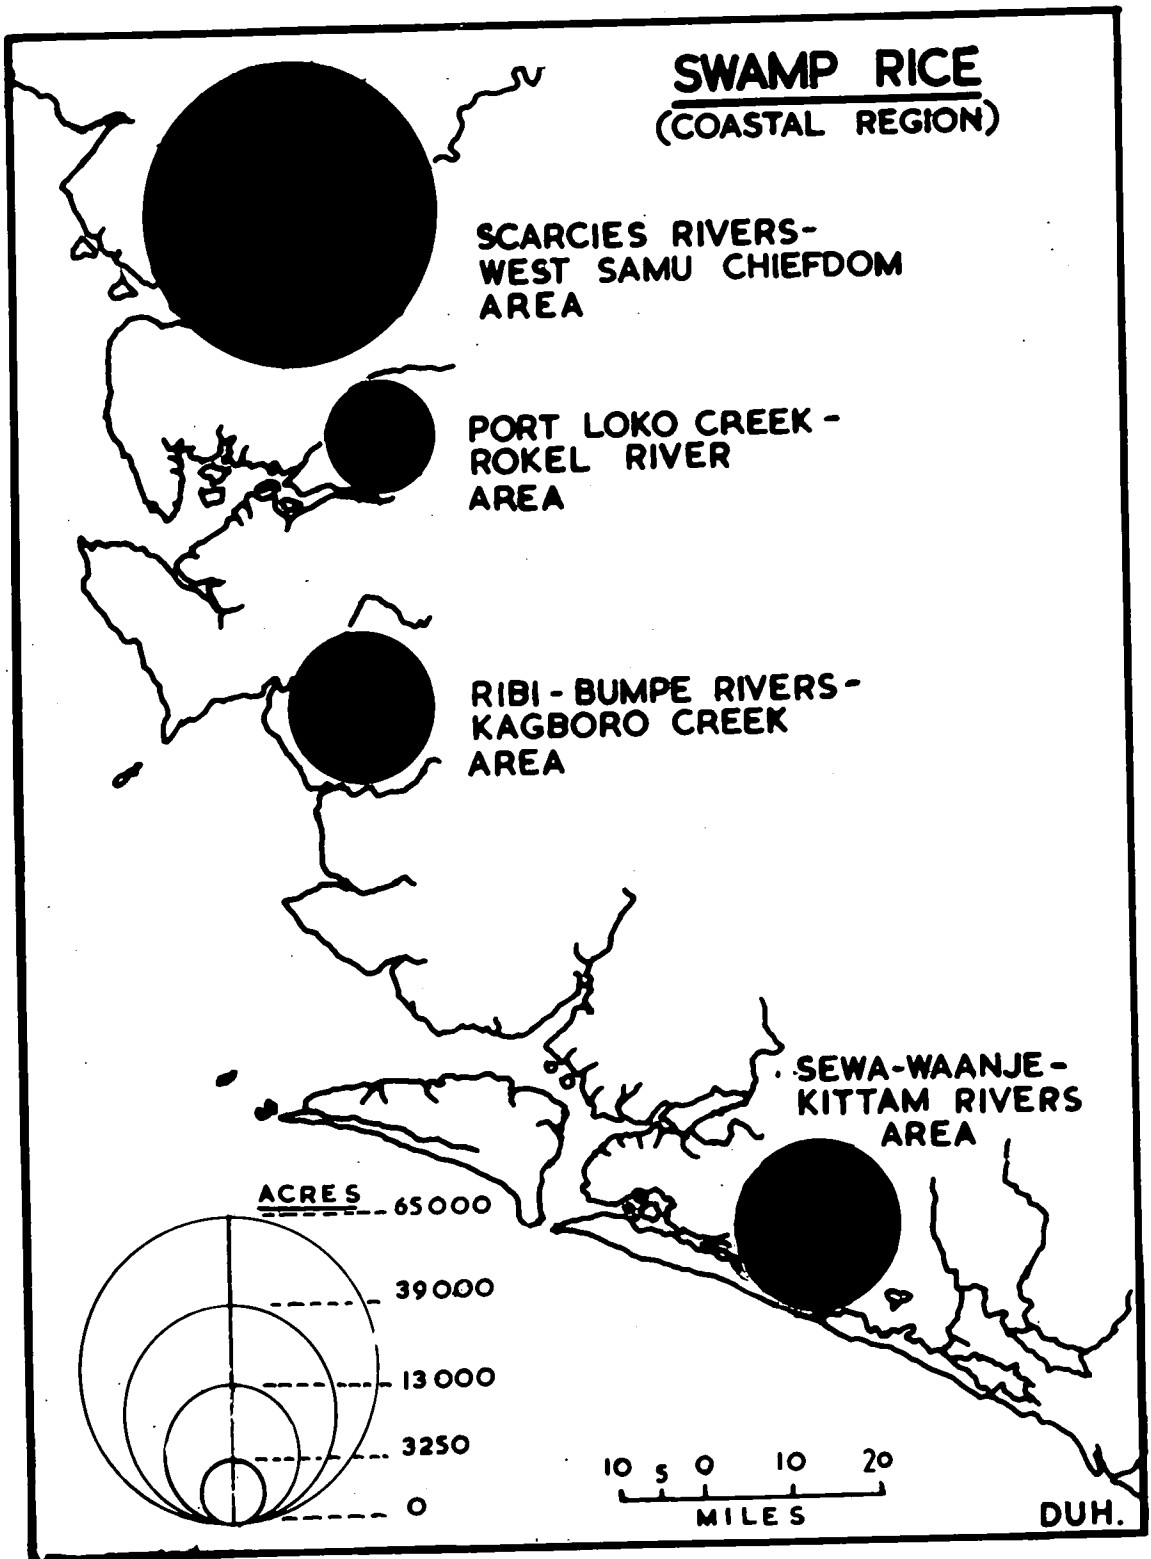 SWAMP RICE
(COASTAL REGION)
SCARCIES RIVERS-
WEST SAMU CHIEFDOM
AREA
PORT LOKO CREEK-
ROKEL RIVER
AREA
RIBI-BUMPE RIVERS-
KAGBORO CREEK
AREA
SEWA-WAANJE-
KITTAM RIVERS
AREA
ACRES
65000
39000
13000
3250
0
10 5 0 10 20
MILES
DUH.